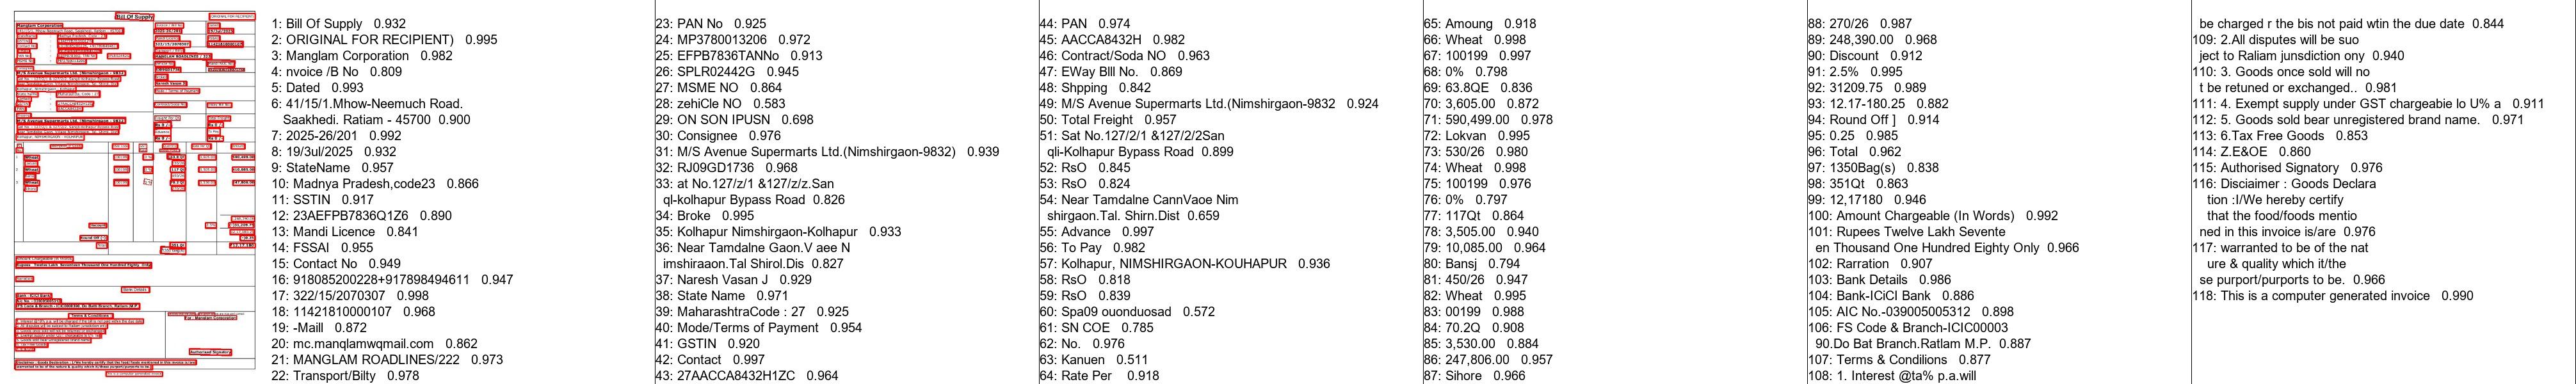 1: Bill Of Supply 0.932
2: ORIGINAL FOR RECIPIENT) 0.995
3: Manglam Corporation 0.982
4: nvoice /B No 0.809
5: Dated 0.993
6: 41/15/1.Mhow-Neemuch Road.
Saakhedi. Ratiam - 45700 0.900
7: 2025-26/201 0.992
8: 19/3ul/2025 0.932
9: StateName 0.957
10: Madnya Pradesh,code23 0.866
11: SSTIN 0.917
12: 23AEFPB7836Q1Z6 0.890
13: Mandi Licence 0.841
14: FSSAI 0.955
15: Contact No 0.949
16: 918085200228+917898494611 0.947
17: 322/15/2070307 0.998
18: 11421810000107 0.968
19: -Maill 0.872
20: mc.manqlamwqmail.com 0.862
21: MANGLAM ROADLINES/222 0.973
22: Transport/Bilty 0.978
23: PAN No 0.925
24: MP3780013206 0.972
25: EFPB7836TANNo 0.913
26: SPLR02442G 0.945
27: MSME NO 0.864
28: zehiCle NO 0.583
29: ON SON IPUSN 0.698
30: Consignee 0.976
31: M/S Avenue Supermarts Ltd.(Nimshirgaon-9832) 0.939
32: RJ09GD1736 0.968
33: at No.127/z/1 &127/z/z.San
ql-kolhapur Bypass Road 0.826
34: Broke 0.995
35: Kolhapur Nimshirgaon-Kolhapur 0.933
36: Near Tamdalne Gaon.V aee N
imshiraaon.Tal Shirol.Dis 0.827
37: Naresh Vasan J 0.929
38: State Name 0.971
39: MaharashtraCode : 27 0.925
40: Mode/Terms of Payment 0.954
41: GSTIN 0.920
42: Contact 0.997
43: 27AACCA8432H1ZC 0.964
44: PAN 0.974
45: AACCA8432H 0.982
46: Contract/Soda NO 0.963
47: EWay BIll No. 0.869
48: Shpping 0.842
49: M/S Avenue Supermarts Ltd.(Nimshirgaon-9832 0.924
50: Total Freight 0.957
51: Sat No.127/2/1 &127/2/2San
qli-Kolhapur Bypass Road 0.899
52: RsO 0.845
53: RsO 0.824
54: Near Tamdalne CannVaoe Nim
shirgaon.Tal. Shirn.Dist 0.659
55: Advance 0.997
56: To Pay 0.982
57: Kolhapur, NIMSHIRGAON-KOUHAPUR 0.936
58: RsO 0.818
59: RsO 0.839
60: Spa09 ouonduosad 0.572
61: SN COE 0.785
62: No. 0.976
63: Kanuen 0.511
64: Rate Per 0.918
65: Amoung 0.918
66: Wheat 0.998
67: 100199 0.997
68: 0% 0.798
69: 63.8QE 0.836
70: 3,605.00 0.872
71: 590,499.00 0.978
72: Lokvan 0.995
73: 530/26 0.980
74: Wheat 0.998
75: 100199 0.976
76: 0% 0.797
77: 117Qt 0.864
78: 3,505.00 0.940
79: 10,085.00 0.964
80: Bansj 0.794
81: 450/26 0.947
82: Wheat 0.995
83: 00199 0.988
84: 70.2Q 0.908
85: 3,530.00 0.884
86: 247,806.00 0.957
87: Sihore 0.966
88: 270/26 0.987
89: 248,390.00 0.968
90: Discount 0.912
91: 2.5% 0.995
92: 31209.75 0.989
93: 12.17-180.25 0.882
94: Round Off ] 0.914
95: 0.25 0.985
96: Total 0.962
97: 1350Bag(s) 0.838
98: 351Qt 0.863
99: 12,17180 0.946
100: Amount Chargeable (In Words) 0.992
101: Rupees Twelve Lakh Sevente
en Thousand One Hundred Eighty Only 0.966
102: Rarration 0.907
103: Bank Details 0.986
104: Bank-ICiCI Bank 0.886
105: AIC No.-039005005312 0.898
106: FS Code & Branch-ICIC00003
90.Do Bat Branch.Ratlam M.P. 0.887
107: Terms & Condilions 0.877
108: 1. Interest @ta% p.a.will
be charged r the bis not paid wtin the due date 0.844
109: 2.All disputes will be suo
ject to Raliam junsdiction ony 0.940
110: 3. Goods once sold will no
t be retuned or exchanged.. 0.981
111: 4. Exempt supply under GST chargeabie lo U% a 0.911
112: 5. Goods sold bear unregistered brand name. 0.971
113: 6.Tax Free Goods 0.853
114: Z.E&OE 0.860
115: Authorised Signatory 0.976
116: Disciaimer : Goods Declara
tion :I/We hereby certify
that the food/foods mentio
ned in this invoice is/are 0.976
117: warranted to be of the nat
ure & quality which it/the
se purport/purports to be. 0.966
118: This is a computer generated invoice 0.990